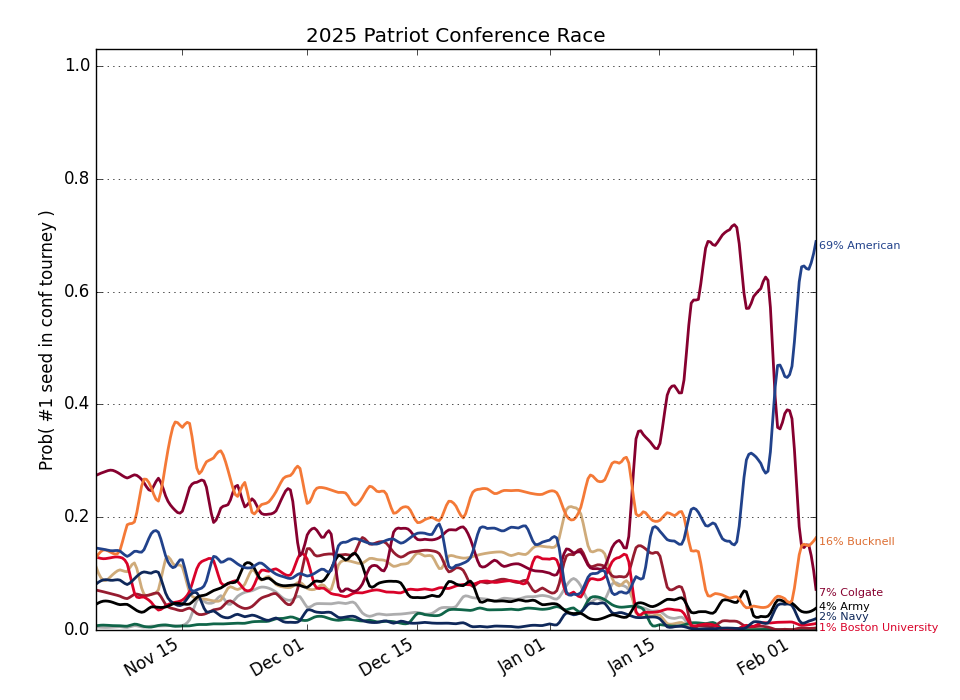 2025 Patriot Conference Race
Prob( #1 seed in conf tourney )
1.0
0.8
0.6
0.4
0.2
0.0
Nov 15
Dec 01
Dec 15
Jan 01
Jan 15
Feb 01
69% American
16% Bucknell
7% Colgate
4% Army
2% Navy
1% Boston University